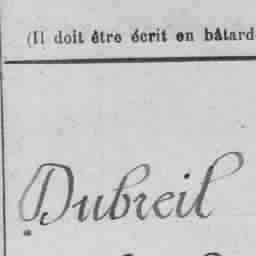 (Il doit être écrit en bâtard
Dubreil